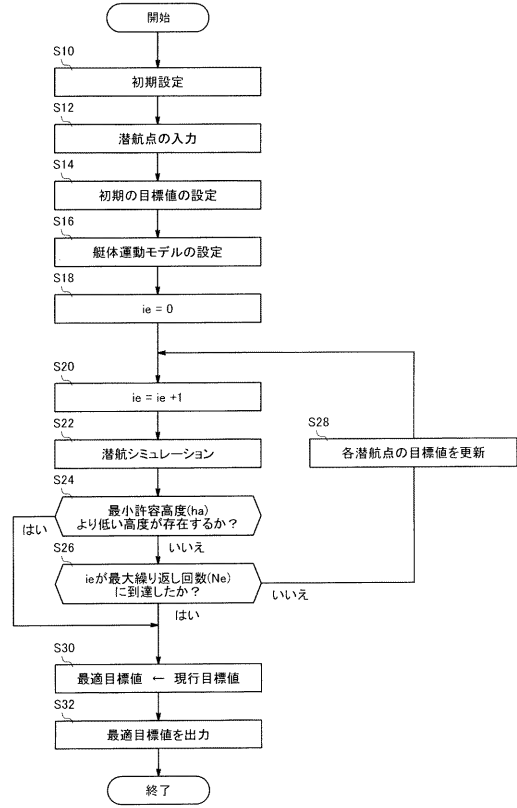 開始
S10
初期設定
S12
潜航点の入力
S14
初期の目標値の設定
S16
艇体運動モデルの設定
S18
ie = 0
S20
ie = ie +1
S28
各潜航点の目標値を更新
S22
潜航シミュレーション
S24
最小許容高度(ha)
より低い高度が存在するか？
はい
いいえ
S26
ieが最大繰り返し回数(Ne)
に到達したか？
いいえ
はい
S30
最適目標値 ← 現行目標値
S32
最適目標値を出力
終了